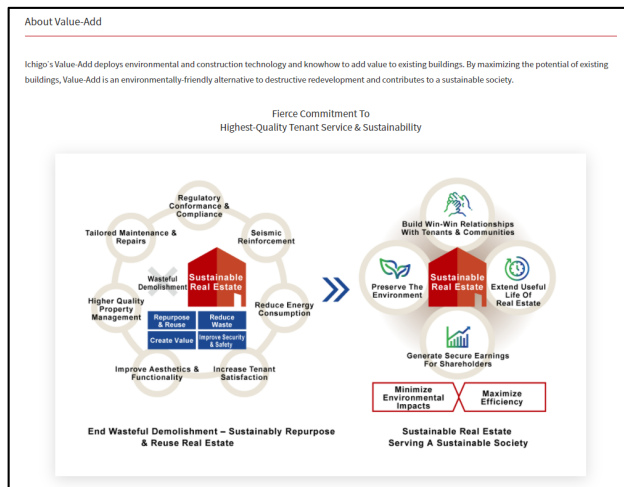 About Value-Add
Ichigo's Value-Add deploys environmental and construction technology and knowhow to add value to existing buildings. By maximizing the potential of existing
buildings, Value-Add is an environmentally-friendly alternative to destructive redevelopment and contributes to a sustainable society.
Fierce Commitment To
Highest-Quality Tenant Service & Sustainability
Regulatory
Conformance &
Compliance
Tailored Maintenance &
Repairs
Seismic
Reinforcement
Wasteful
Demolishment
Sustainable
Real Estate
Higher Quality
Property
Management
Reduce Energy
Consumption
Repurpose
& Reuse
Reduce
Waste
Create Value
Improve Security
& Safety
Improve Aesthetics &
Functionality
Increase Tenant
Satisfaction
End Wasteful Demolishment – Sustainably Repurpose
& Reuse Real Estate
Build Win-Win Relationships
With Tenants & Communities
Preserve The
Environment
Sustainable
Real Estate
Extend Useful
Life Of
Real Estate
Generate Secure Earnings
For Shareholders
Minimize
Environmental
Impacts
Maximize
Efficiency
Sustainable Real Estate
Serving A Sustainable Society